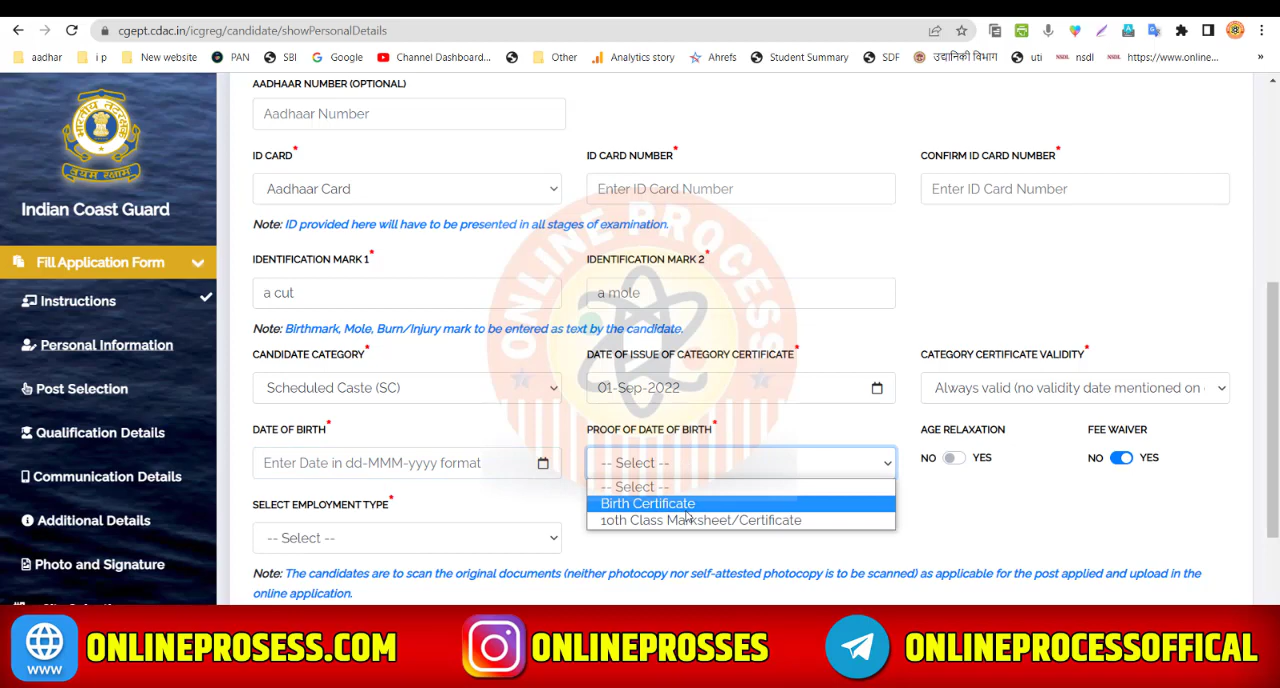 cgept.cdac.in/icgreg/candidate/showPersonalDetails
aadhar i p New website PAN SBI Google Channel Dashboard... Other Analytics story Ahrefs Student Summary SDF उद्यानिकी विभाग uti nsdl https://www.online... »
AADHAAR NUMBER (OPTIONAL)
Aadhaar Number
ID CARD* ID CARD NUMBER* CONFIRM ID CARD NUMBER*
Aadhaar Card Enter ID Card Number Enter ID Card Number
Note: ID provided here will have to be presented in all stages of examination.
IDENTIFICATION MARK 1* IDENTIFICATION MARK 2*
a cut a mole
Note: Birthmark, Mole, Burn/Injury mark to be entered as text by the candidate.
CANDIDATE CATEGORY* DATE OF ISSUE OF CATEGORY CERTIFICATE* CATEGORY CERTIFICATE VALIDITY*
Scheduled Caste (SC) 01-Sep-2022 Always valid (no validity date mentioned on
DATE OF BIRTH* PROOF OF DATE OF BIRTH* AGE RELAXATION FEE WAIVER
Enter Date in dd-MMM-yyyy format -- Select -- NO YES NO YES
-- Select --
Birth Certificate
10th Class Marksheet/Certificate
SELECT EMPLOYMENT TYPE*
-- Select --
Note: The candidates are to scan the original documents (neither photocopy nor self-attested photocopy is to be scanned) as applicable for the post applied and upload in the
online application.
Indian Coast Guard
Fill Application Form
Instructions
Personal Information
Post Selection
Qualification Details
Communication Details
Additional Details
Photo and Signature
ONLINE PROCESS
WWW ONLINEPROSESS.COM ONLINEPROSSES ONLINEPROCESSOFFICAL